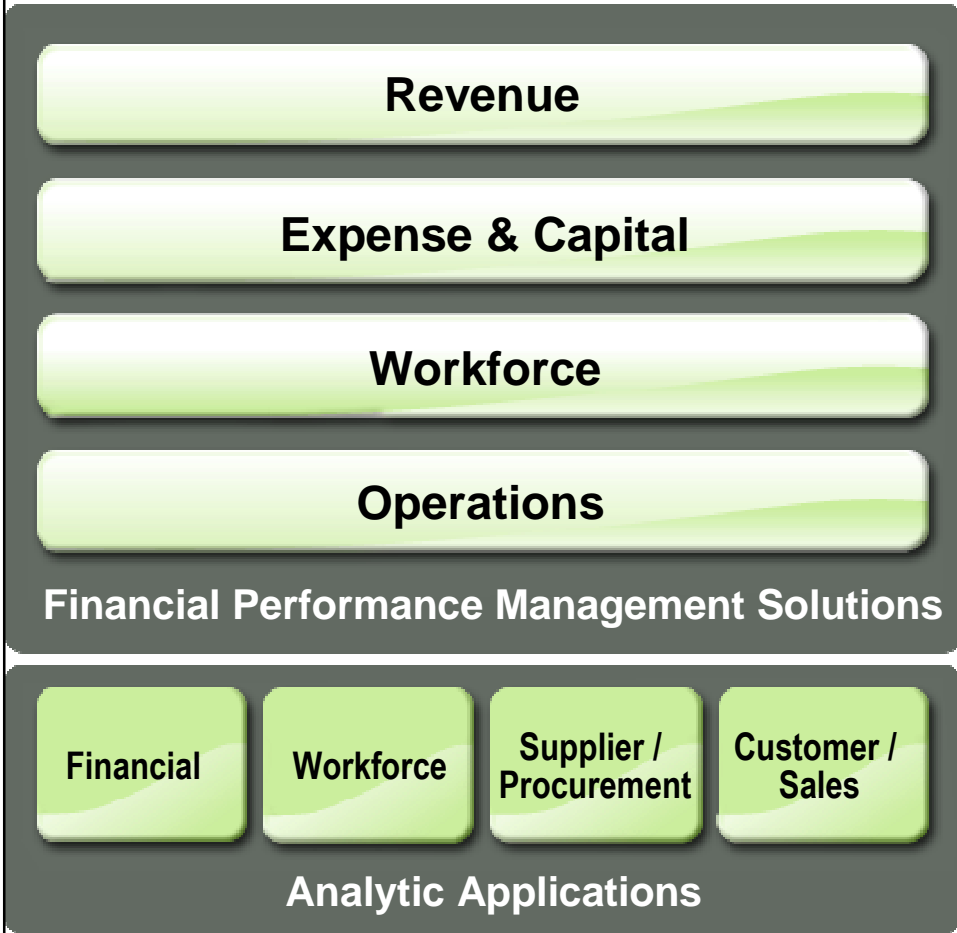 Revenue
Expense & Capital
Workforce
Operations
Financial Performance Management Solutions
Financial
Workforce
Supplier /
Procurement
Customer /
Sales
Analytic Applications